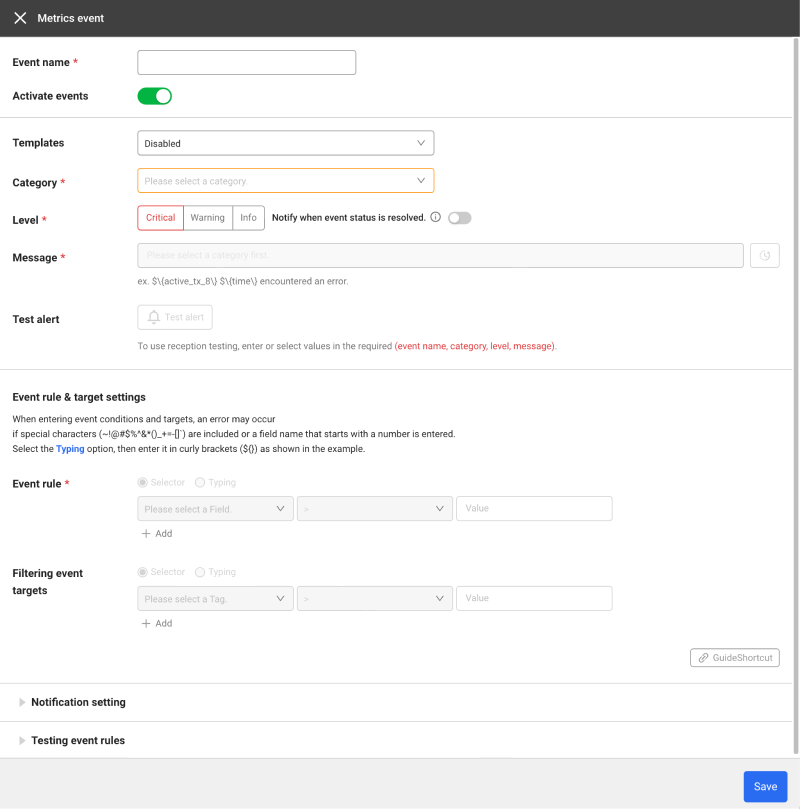 Metrics event
Event name *
Activate events
Templates
Disabled
Category *
Please select a category.
Level *
Critical Warning Info Notify when event status is resolved.
Message *
Please select a category first.
ex. $\{active_tx_8\} $\{time\} encountered an error.
Test alert
Test alert
To use reception testing, enter or select values in the required (event name, category, level, message).
Event rule & target settings
When entering event conditions and targets, an error may occur
if special characters (~!@#$%^&*()_+=-[]`) are included or a field name that starts with a number is entered.
Select the Typing option, then enter it in curly brackets (${}) as shown in the example.
Event rule *
Selector Typing
Please select a Field. > Value
Add
Filtering event
targets
Selector Typing
Please select a Tag. > Value
Add
GuideShortcut
Notification setting
Testing event rules
Save